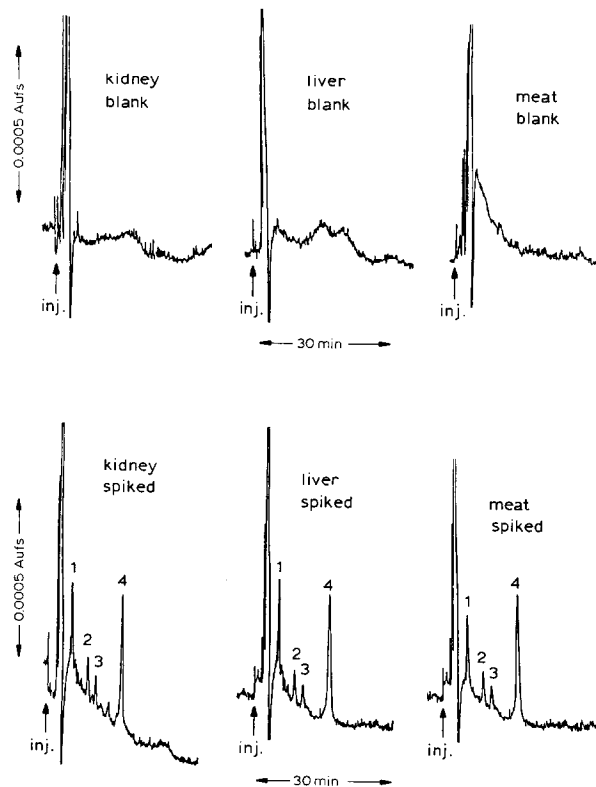 0.0005 Aufs
kidney
blank
inj.
liver
blank
inj.
meat
blank
inj.
30 min
0.0005 Aufs
kidney
spiked
1
2
3
4
inj.
liver
spiked
1
2
3
4
inj.
meat
spiked
1
2
3
4
inj.
30 min